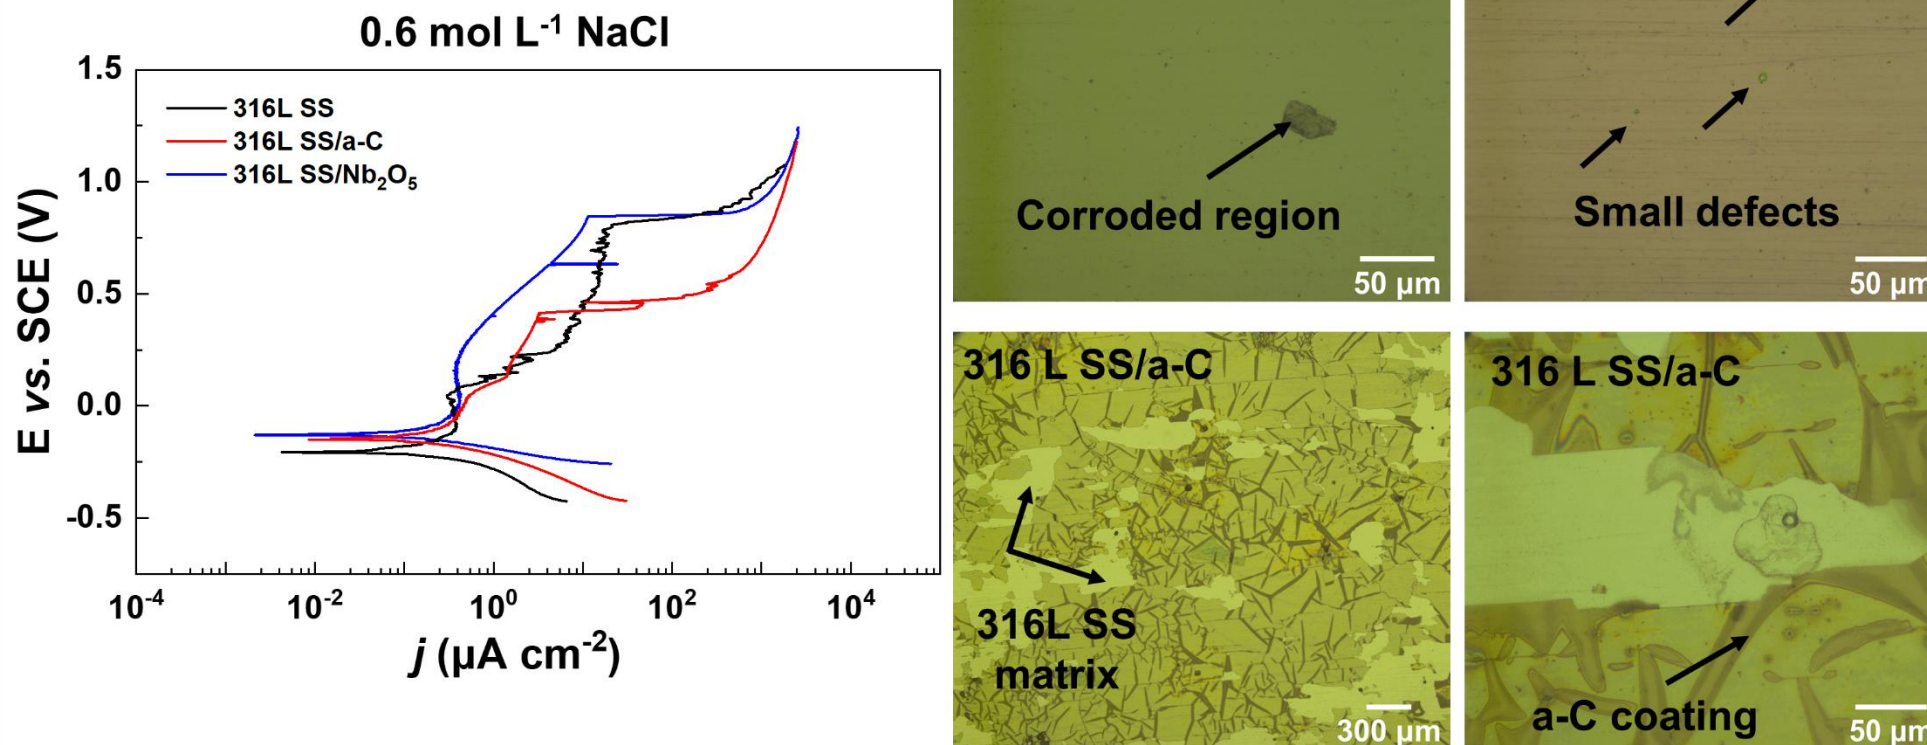 0.6 mol L⁻¹ NaCl
1.5
1.0
0.5
0.0
-0.5
E vs. SCE (V)
316L SS
316L SS/a-C
316L SS/Nb₂O₅
10⁻⁴
10⁻²
10⁰
10²
10⁴
j (µA cm⁻²)
Corroded region
50 µm
Small defects
50 µm
316 L SS/a-C
316L SS
matrix
300 µm
316 L SS/a-C
a-C coating
50 µm